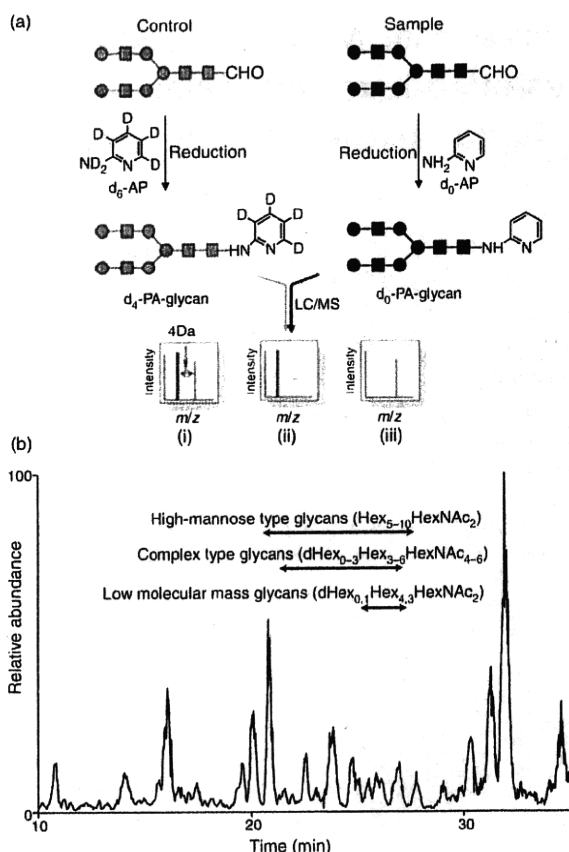 (a)
Control
Sample
CHO
CHO
D
D
D
ND2
N
D
d6-AP
Reduction
Reduction
NH2
N
d0-AP
D
D
D
HN
N
D
NH
N
d4-PA-glycan
d0-PA-glycan
LC/MS
4Da
Intensity
Intensity
Intensity
m/z
m/z
m/z
(i)
(ii)
(iii)
(b)
100
High-mannose type glycans (Hex5–10HexNAc2)
Complex type glycans (dHex0–3Hex3–6HexNAc4–6)
Low molecular mass glycans (dHex0,1Hex4,3HexNAc2)
Relative abundance
0
10
20
30
Time (min)